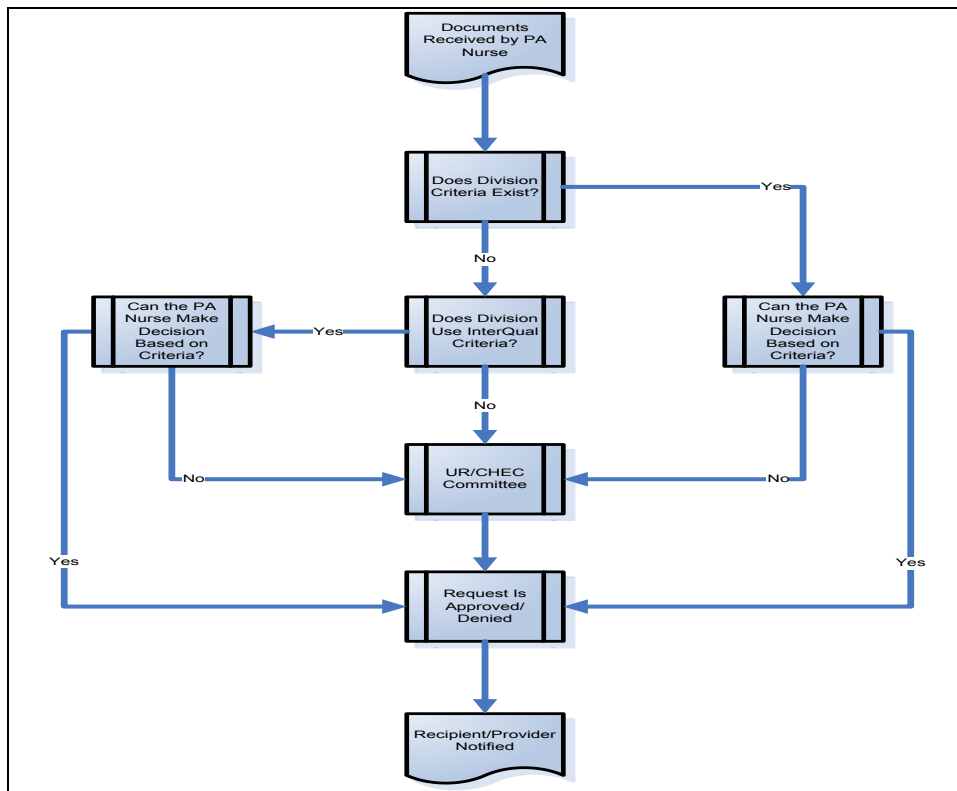 Documents
Received by PA
Nurse
Does Division
Criteria Exist?
Yes
No
Can the PA
Nurse Make
Decision
Based on
Criteria?
Yes
Does Division
Use InterQual
Criteria?
Can the PA
Nurse Make
Decision
Based on
Criteria?
No
UR/CHEC
Committee
No
No
Yes
Yes
Request Is
Approved/
Denied
Recipient/Provider
Notified